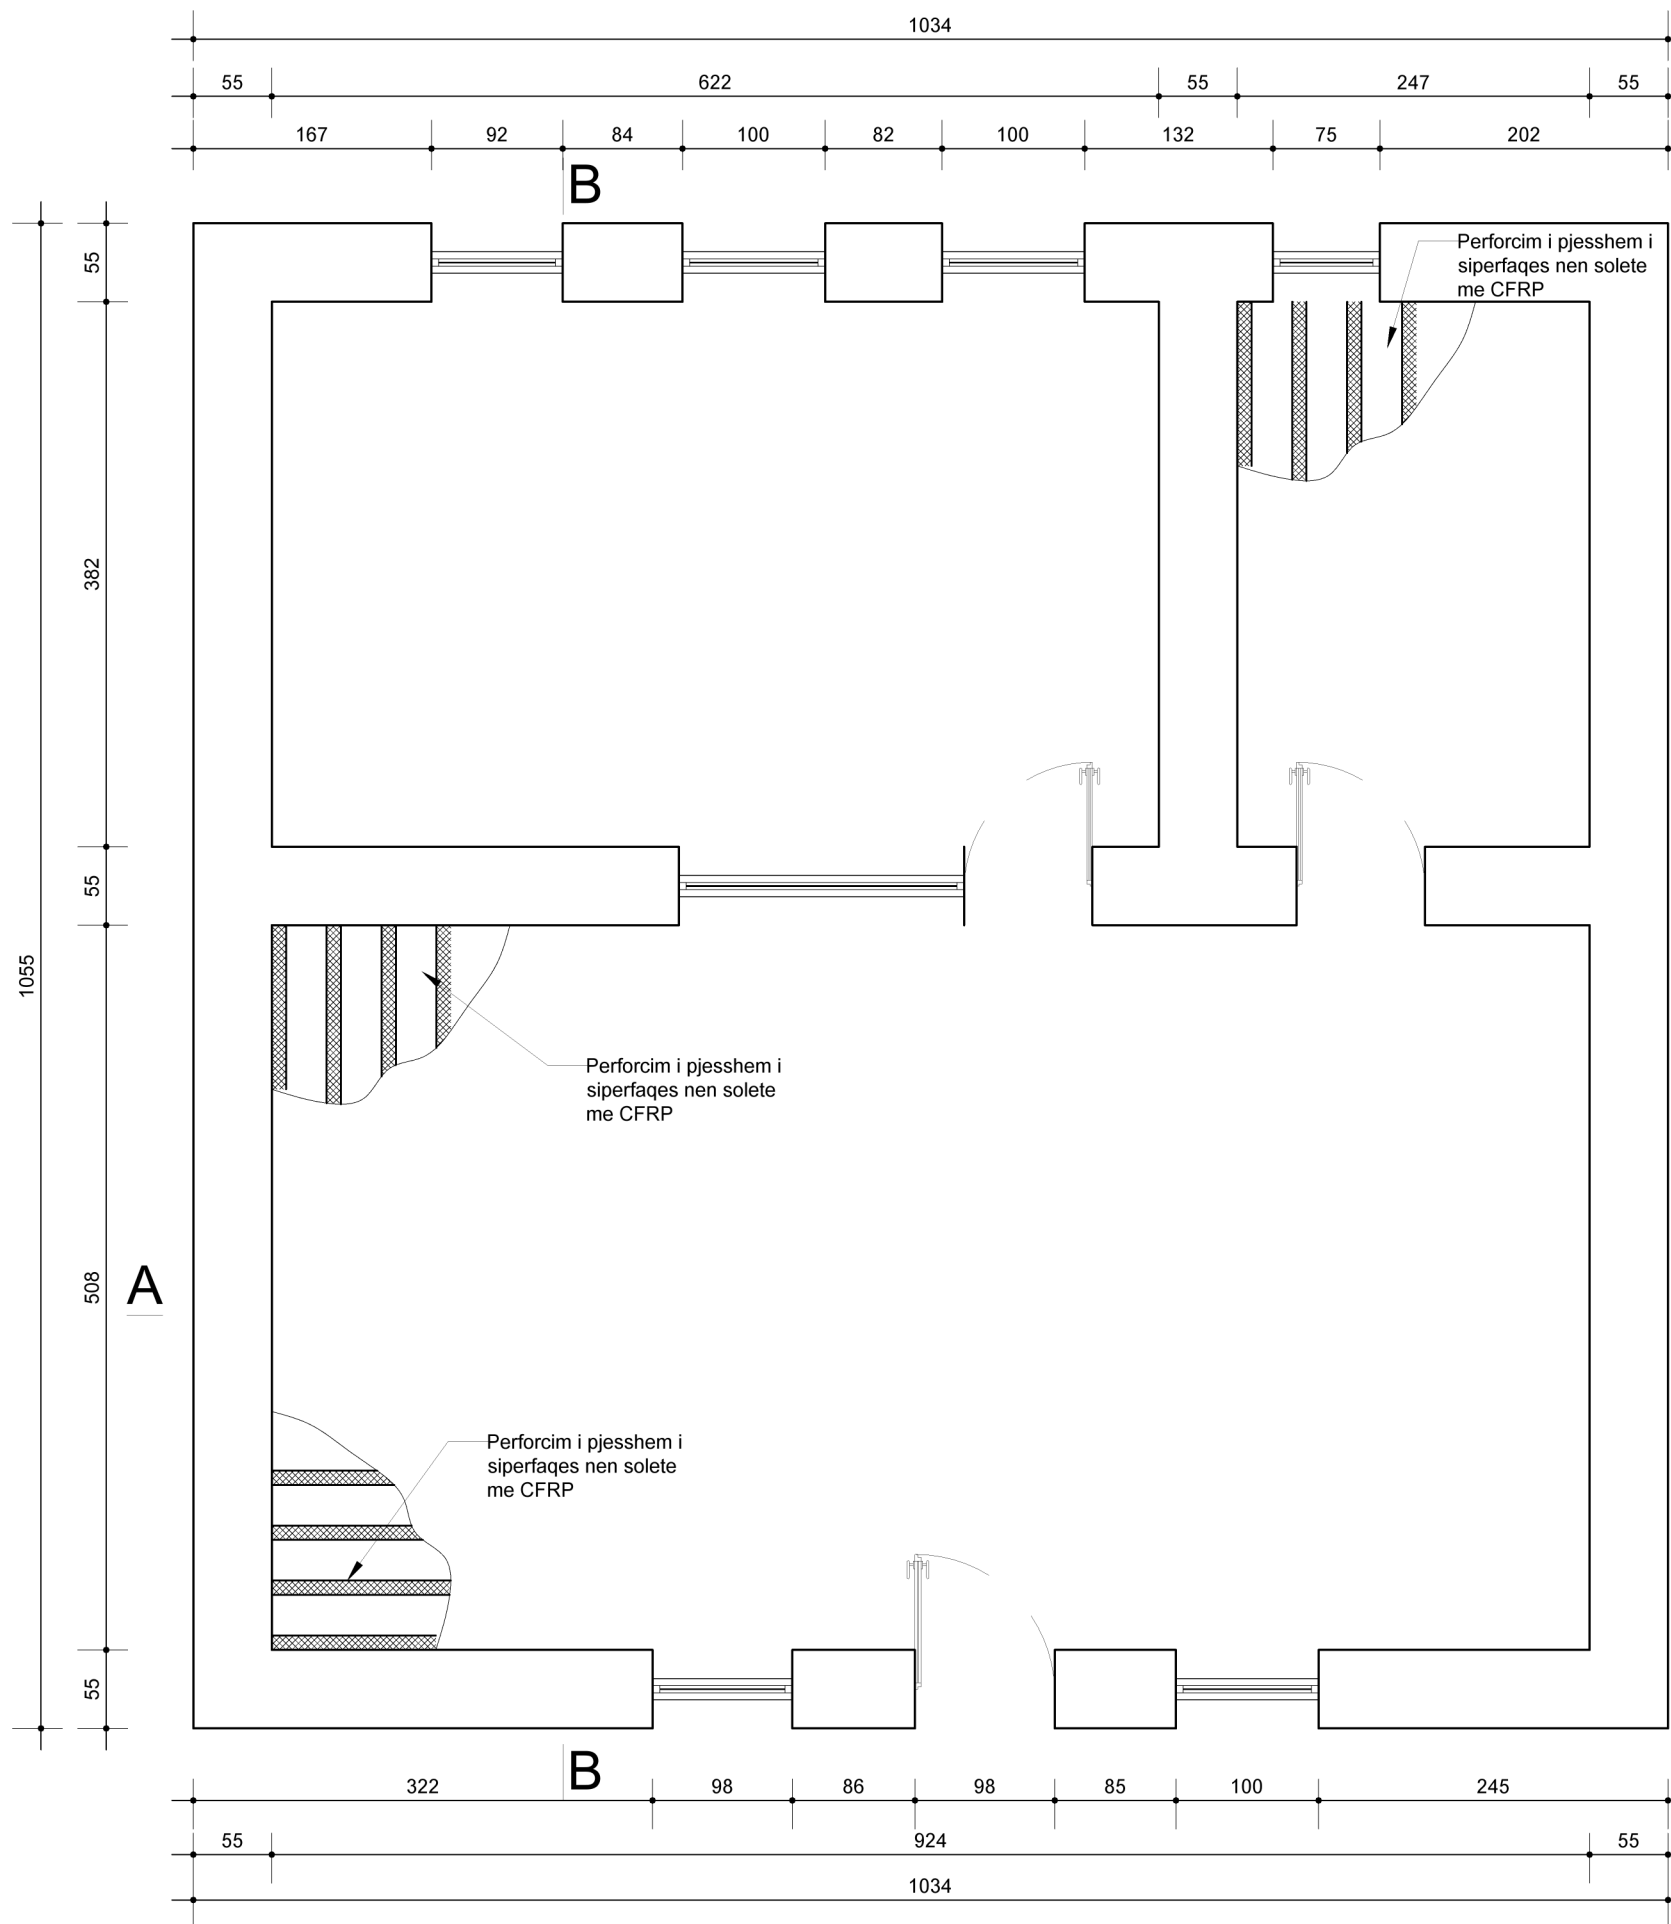 1034
55 622 55 247 55
167 92 84 100 82 100 132 75 202
B
Perforcim i pjesshem i
siperfaqes nen solete
me CFRP
55
382
55
1055
Perforcim i pjesshem i
siperfaqes nen solete
me CFRP
508
A
Perforcim i pjesshem i
siperfaqes nen solete
me CFRP
55
B
322 98 86 98 85 100 245
55 924 55
1034